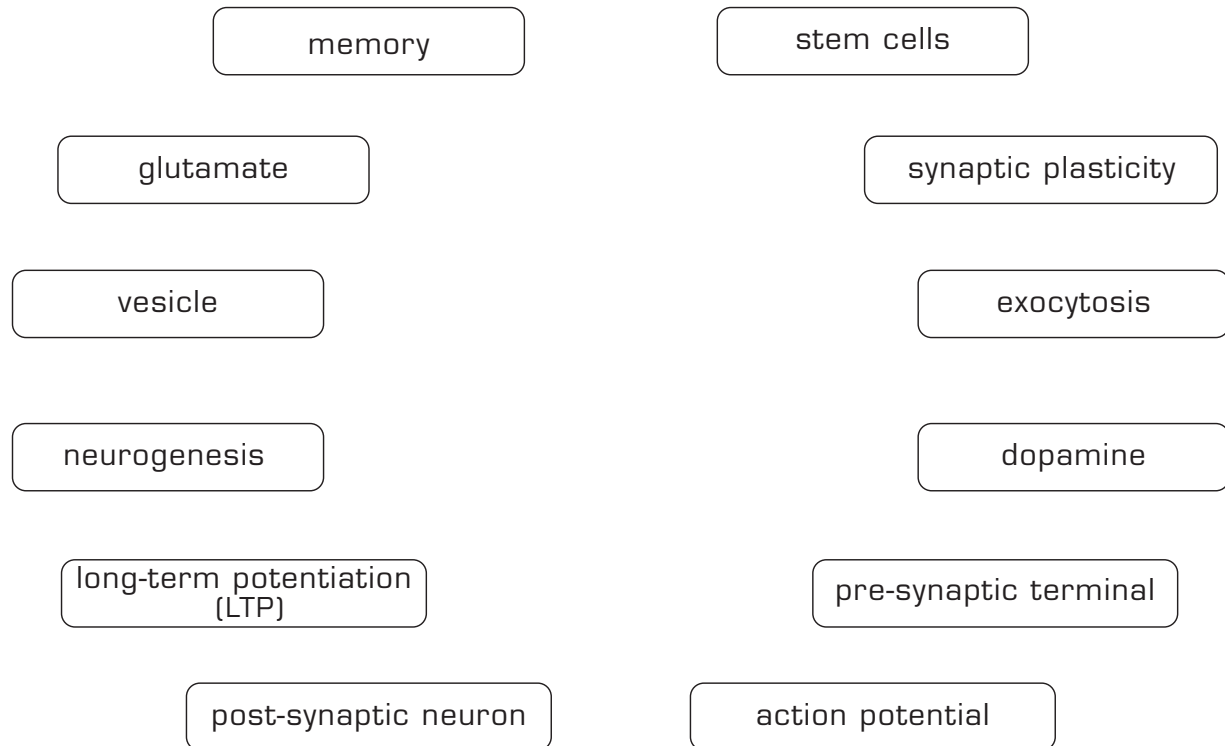 memory
stem cells
glutamate
synaptic plasticity
vesicle
exocytosis
neurogenesis
dopamine
long-term potentiation
(LTP)
pre-synaptic terminal
post-synaptic neuron
action potential